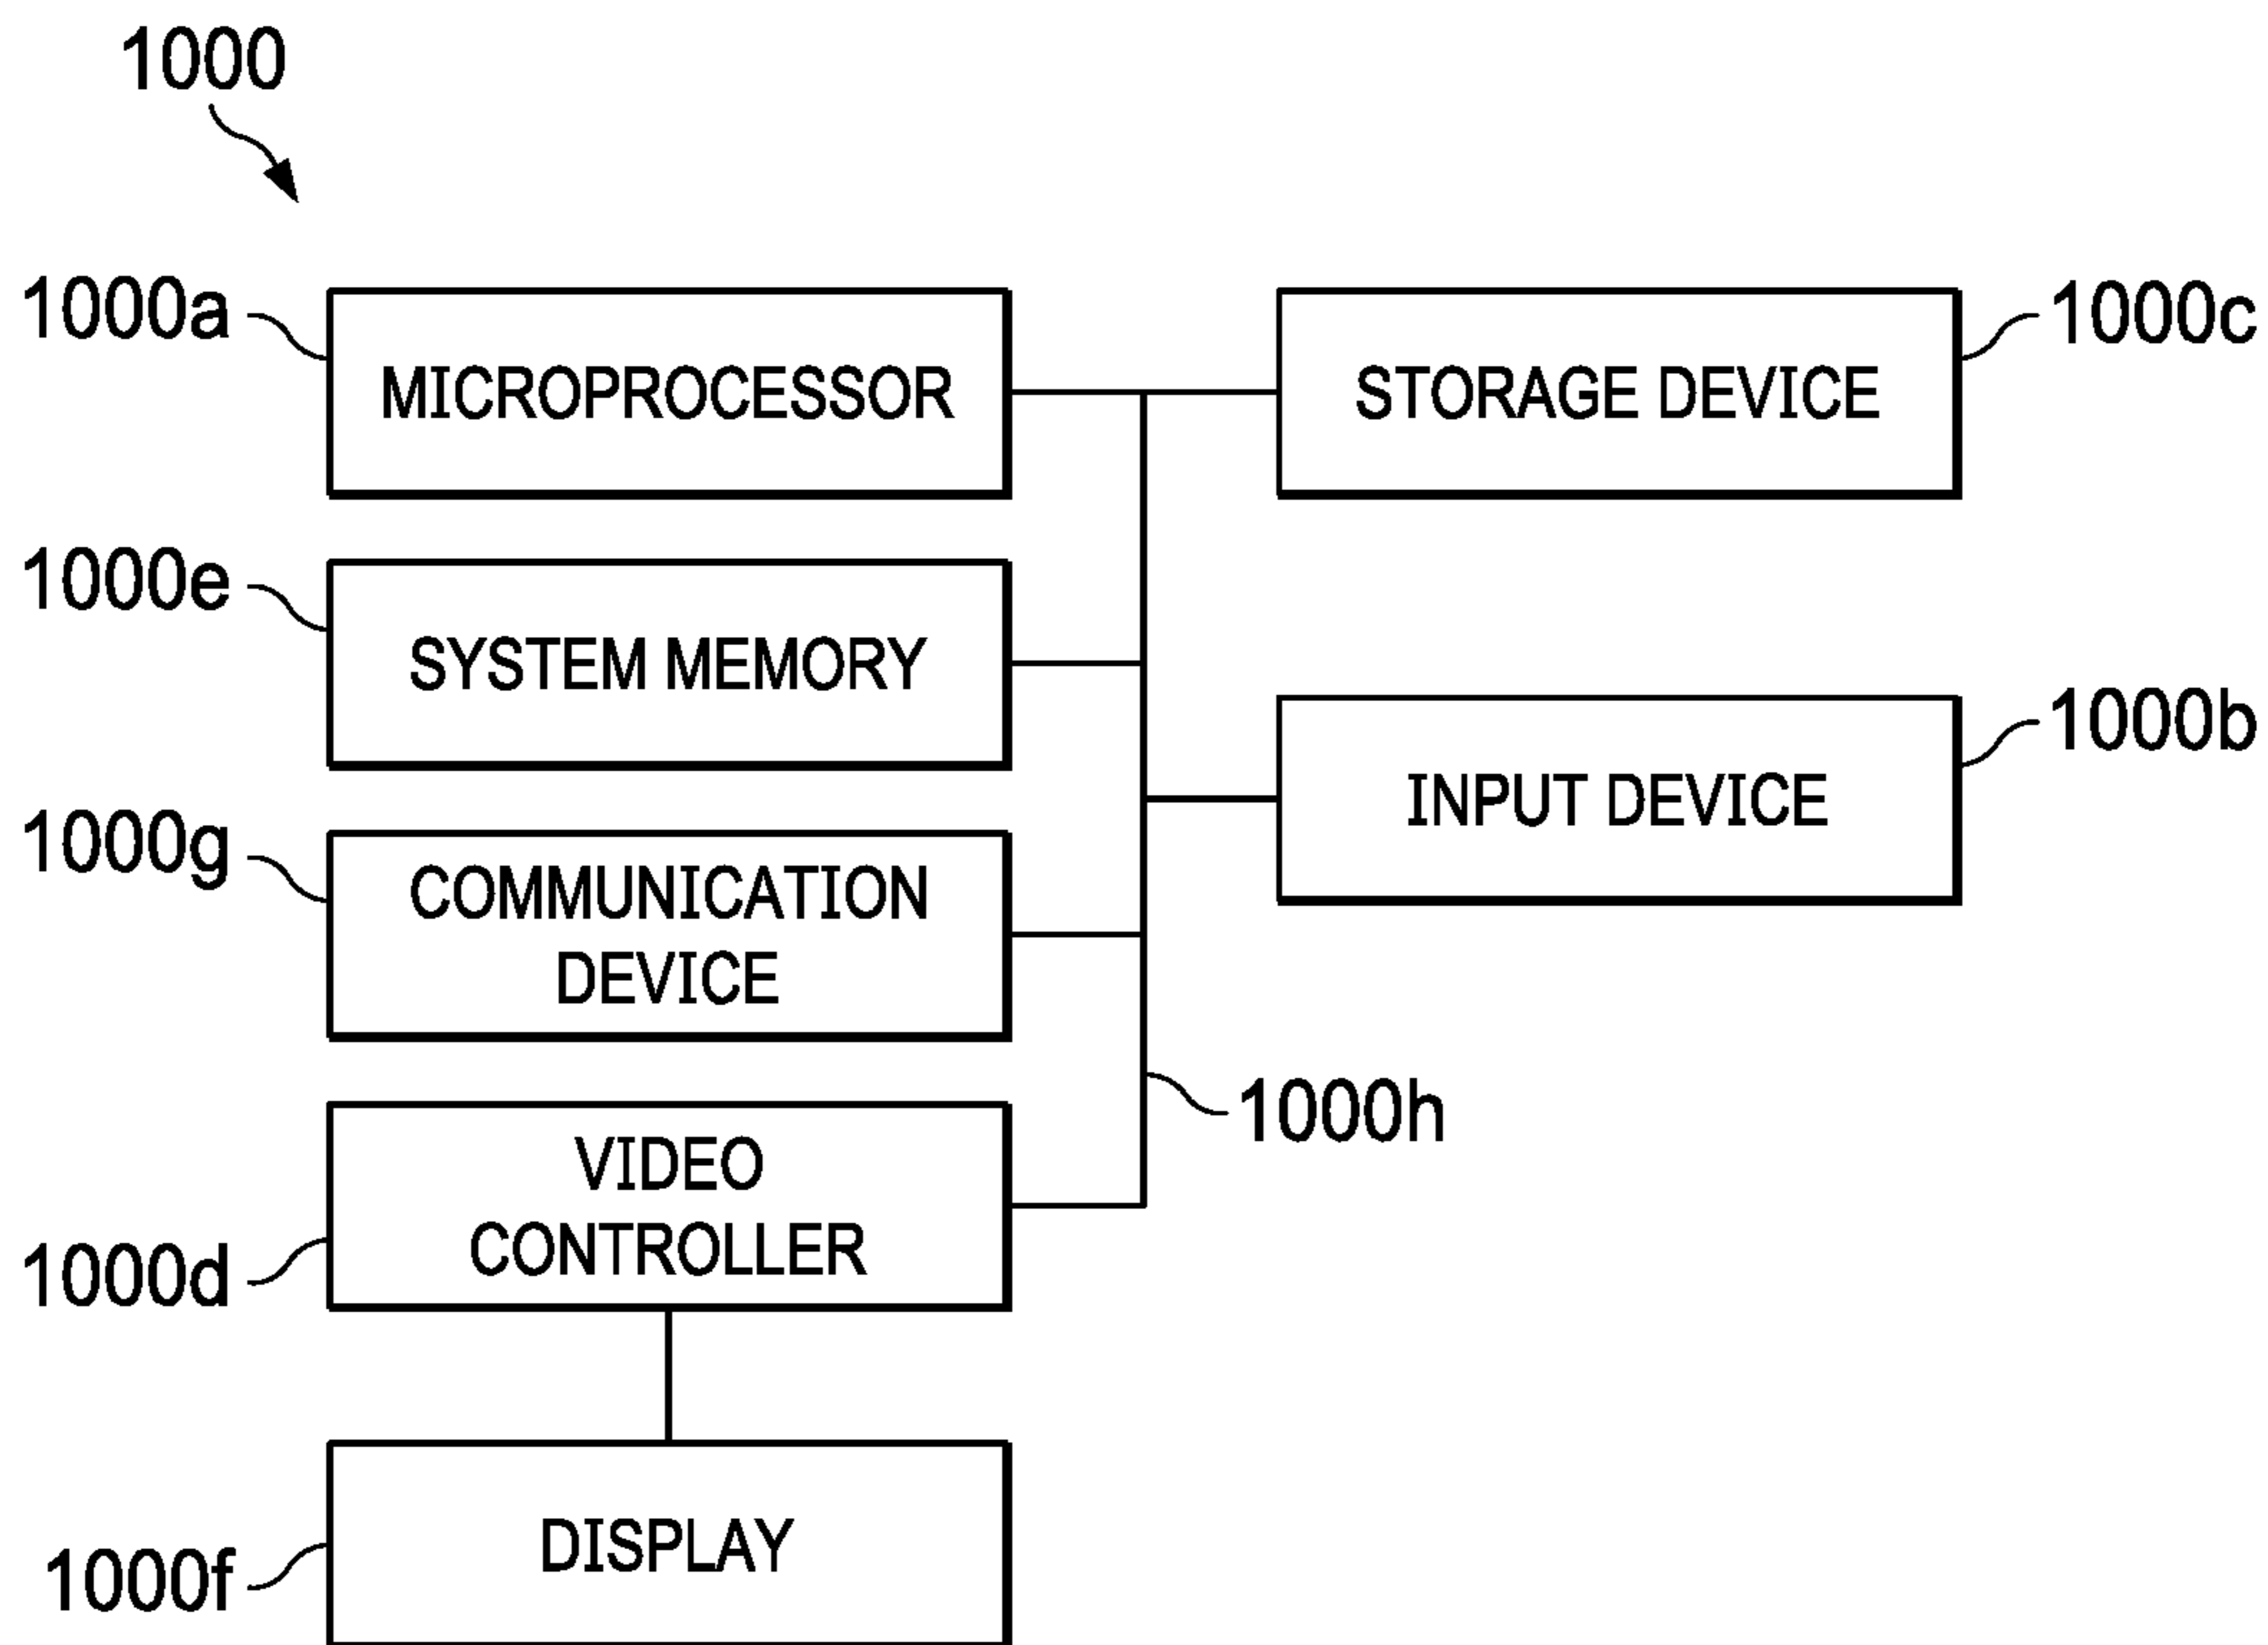 1000
1000a
MICROPROCESSOR
STORAGE DEVICE
1000c
1000e
SYSTEM MEMORY
INPUT DEVICE
1000b
1000g
COMMUNICATION
DEVICE
1000h
VIDEO
CONTROLLER
1000d
DISPLAY
1000f